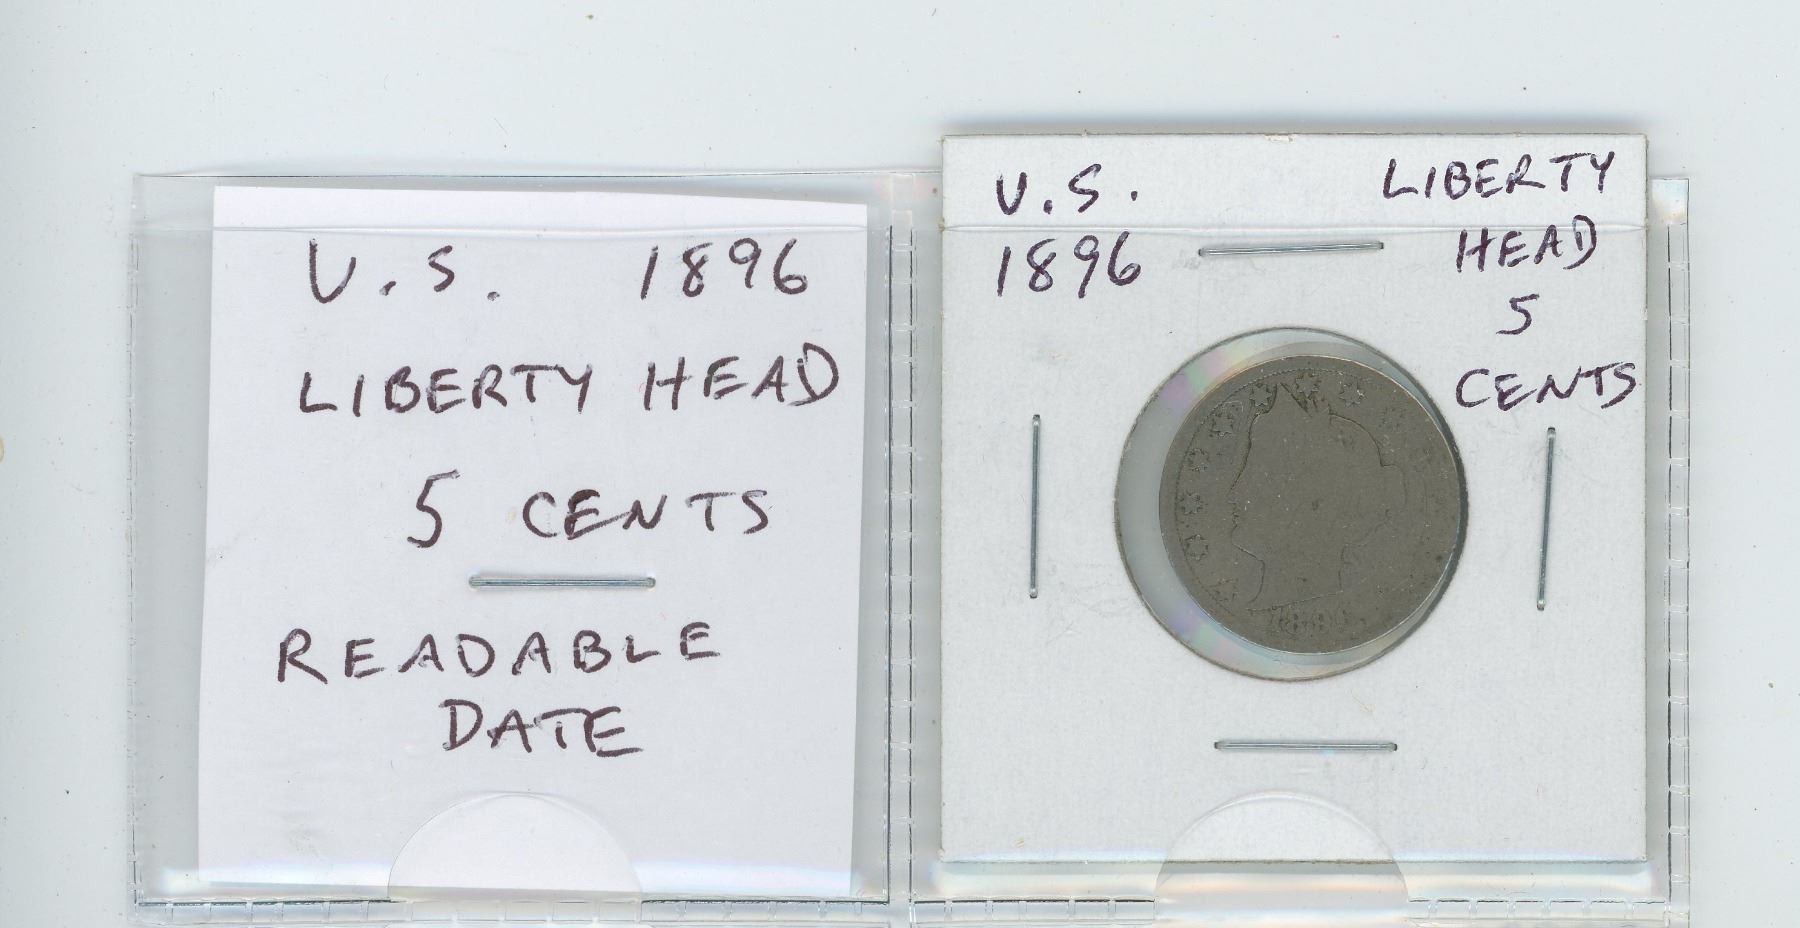 U.S. 1896
LIBERTY HEAD
5 CENTS
READABLE
DATE
U.S.
1896
LIBERTY
HEAD
5
CENTS